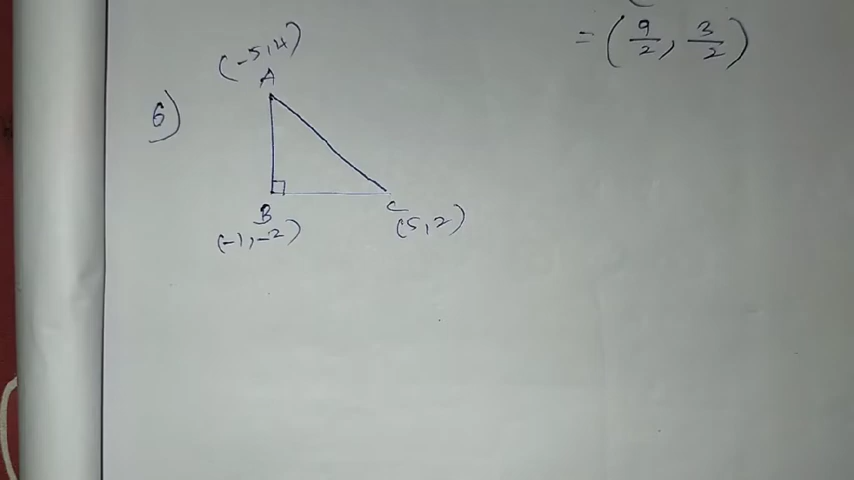 = (9/2, 3/2)
(-5,4)
A
6)
B
C
(-1,-2)
(5,2)